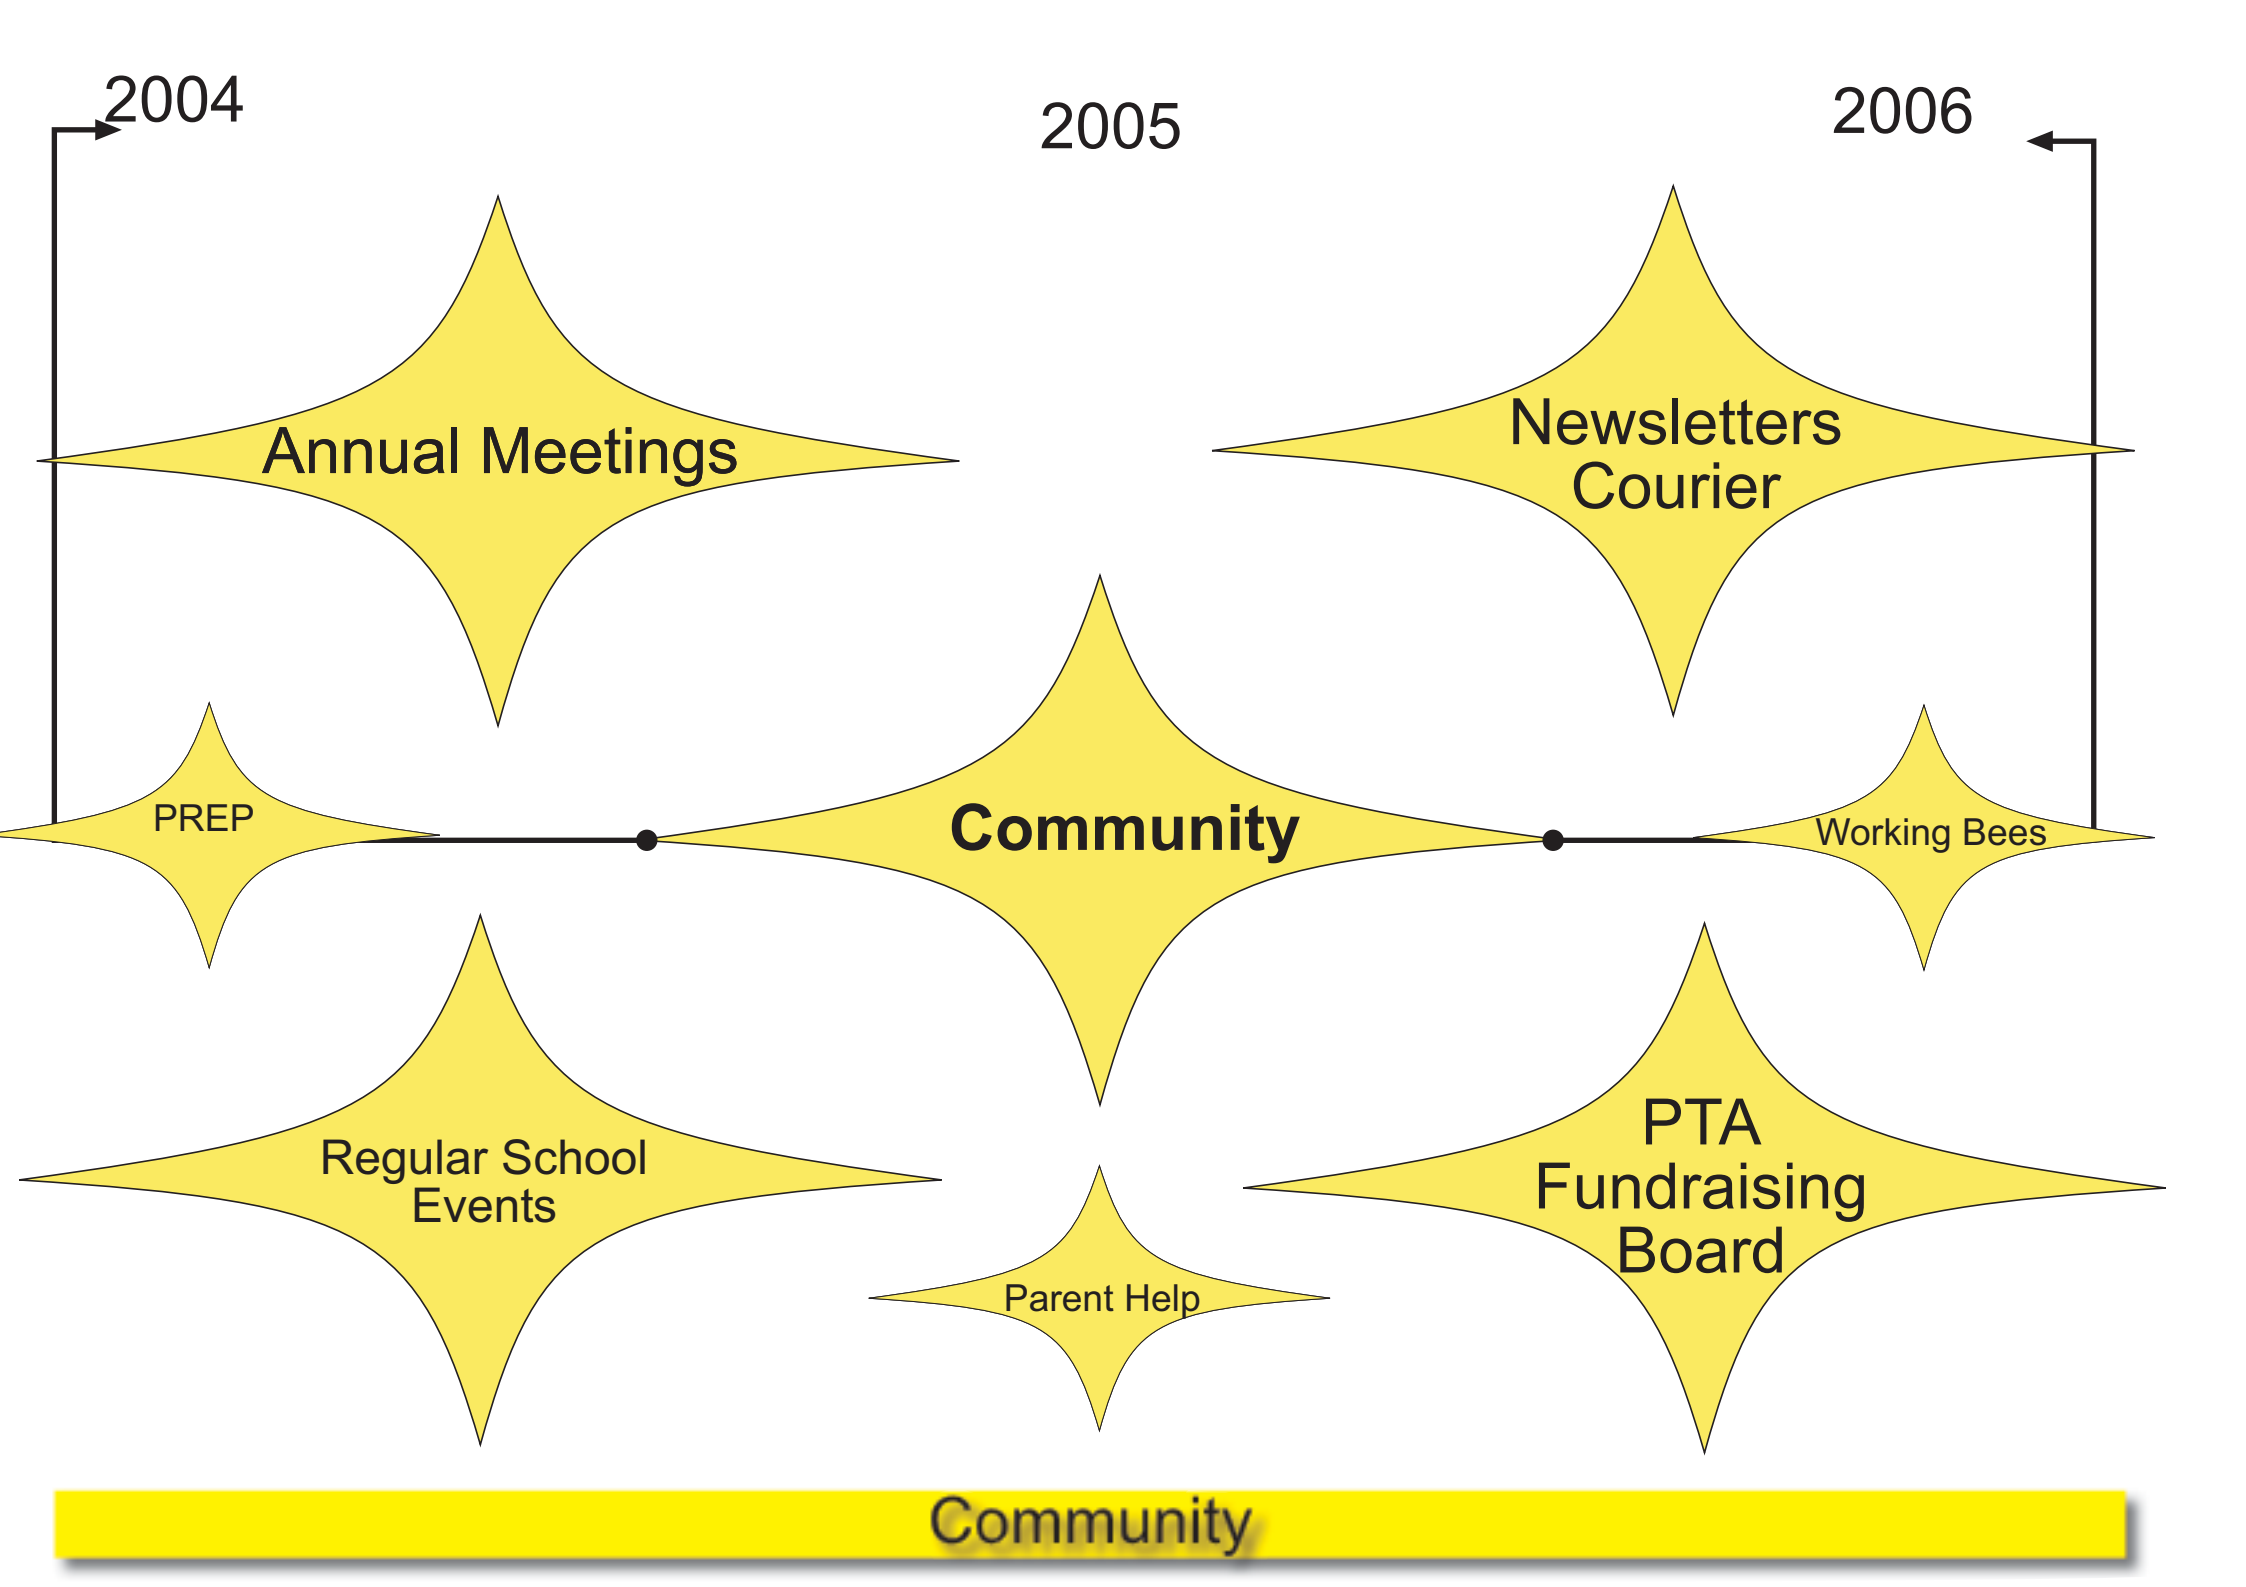 2004
2005
2006
Annual Meetings
Newsletters
Courier
PREP
Community
Working Bees
Regular School
Events
PTA
Fundraising
Board
Parent Help
Community